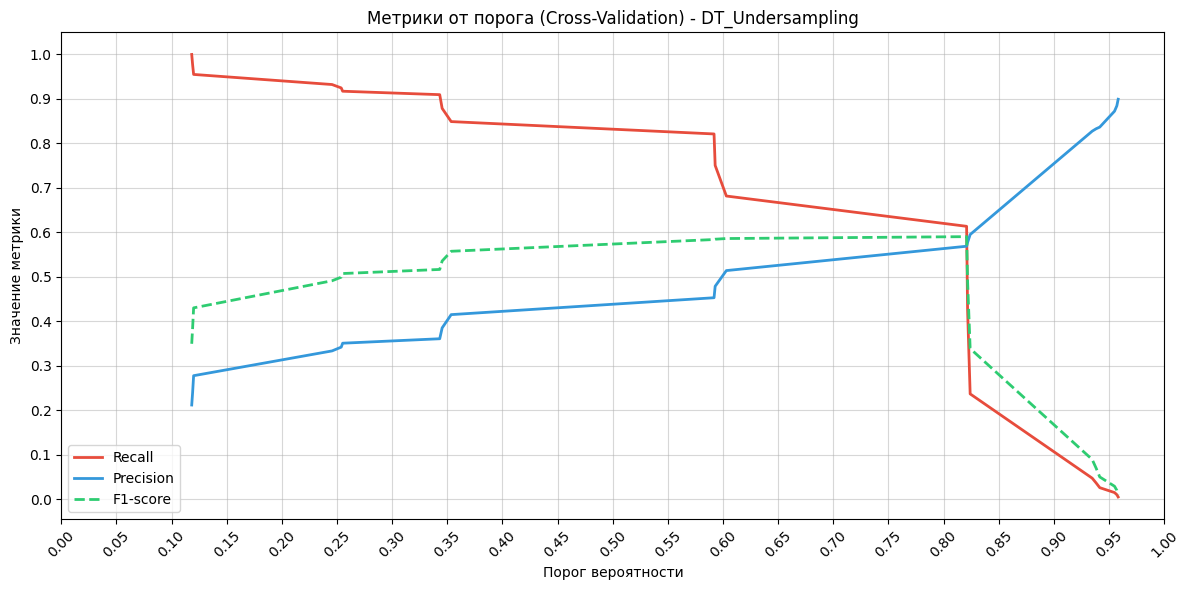 Метрики от порога (Cross-Validation) - DT_Undersampling
Значение метрики
1.0
0.9
0.8
0.7
0.6
0.5
0.4
0.3
0.2
0.1
0.0
Recall
Precision
F1-score
0.00 0.05 0.10 0.15 0.20 0.25 0.30 0.35 0.40 0.45 0.50 0.55 0.60 0.65 0.70 0.75 0.80 0.85 0.90 0.95 1.00
Порог вероятности